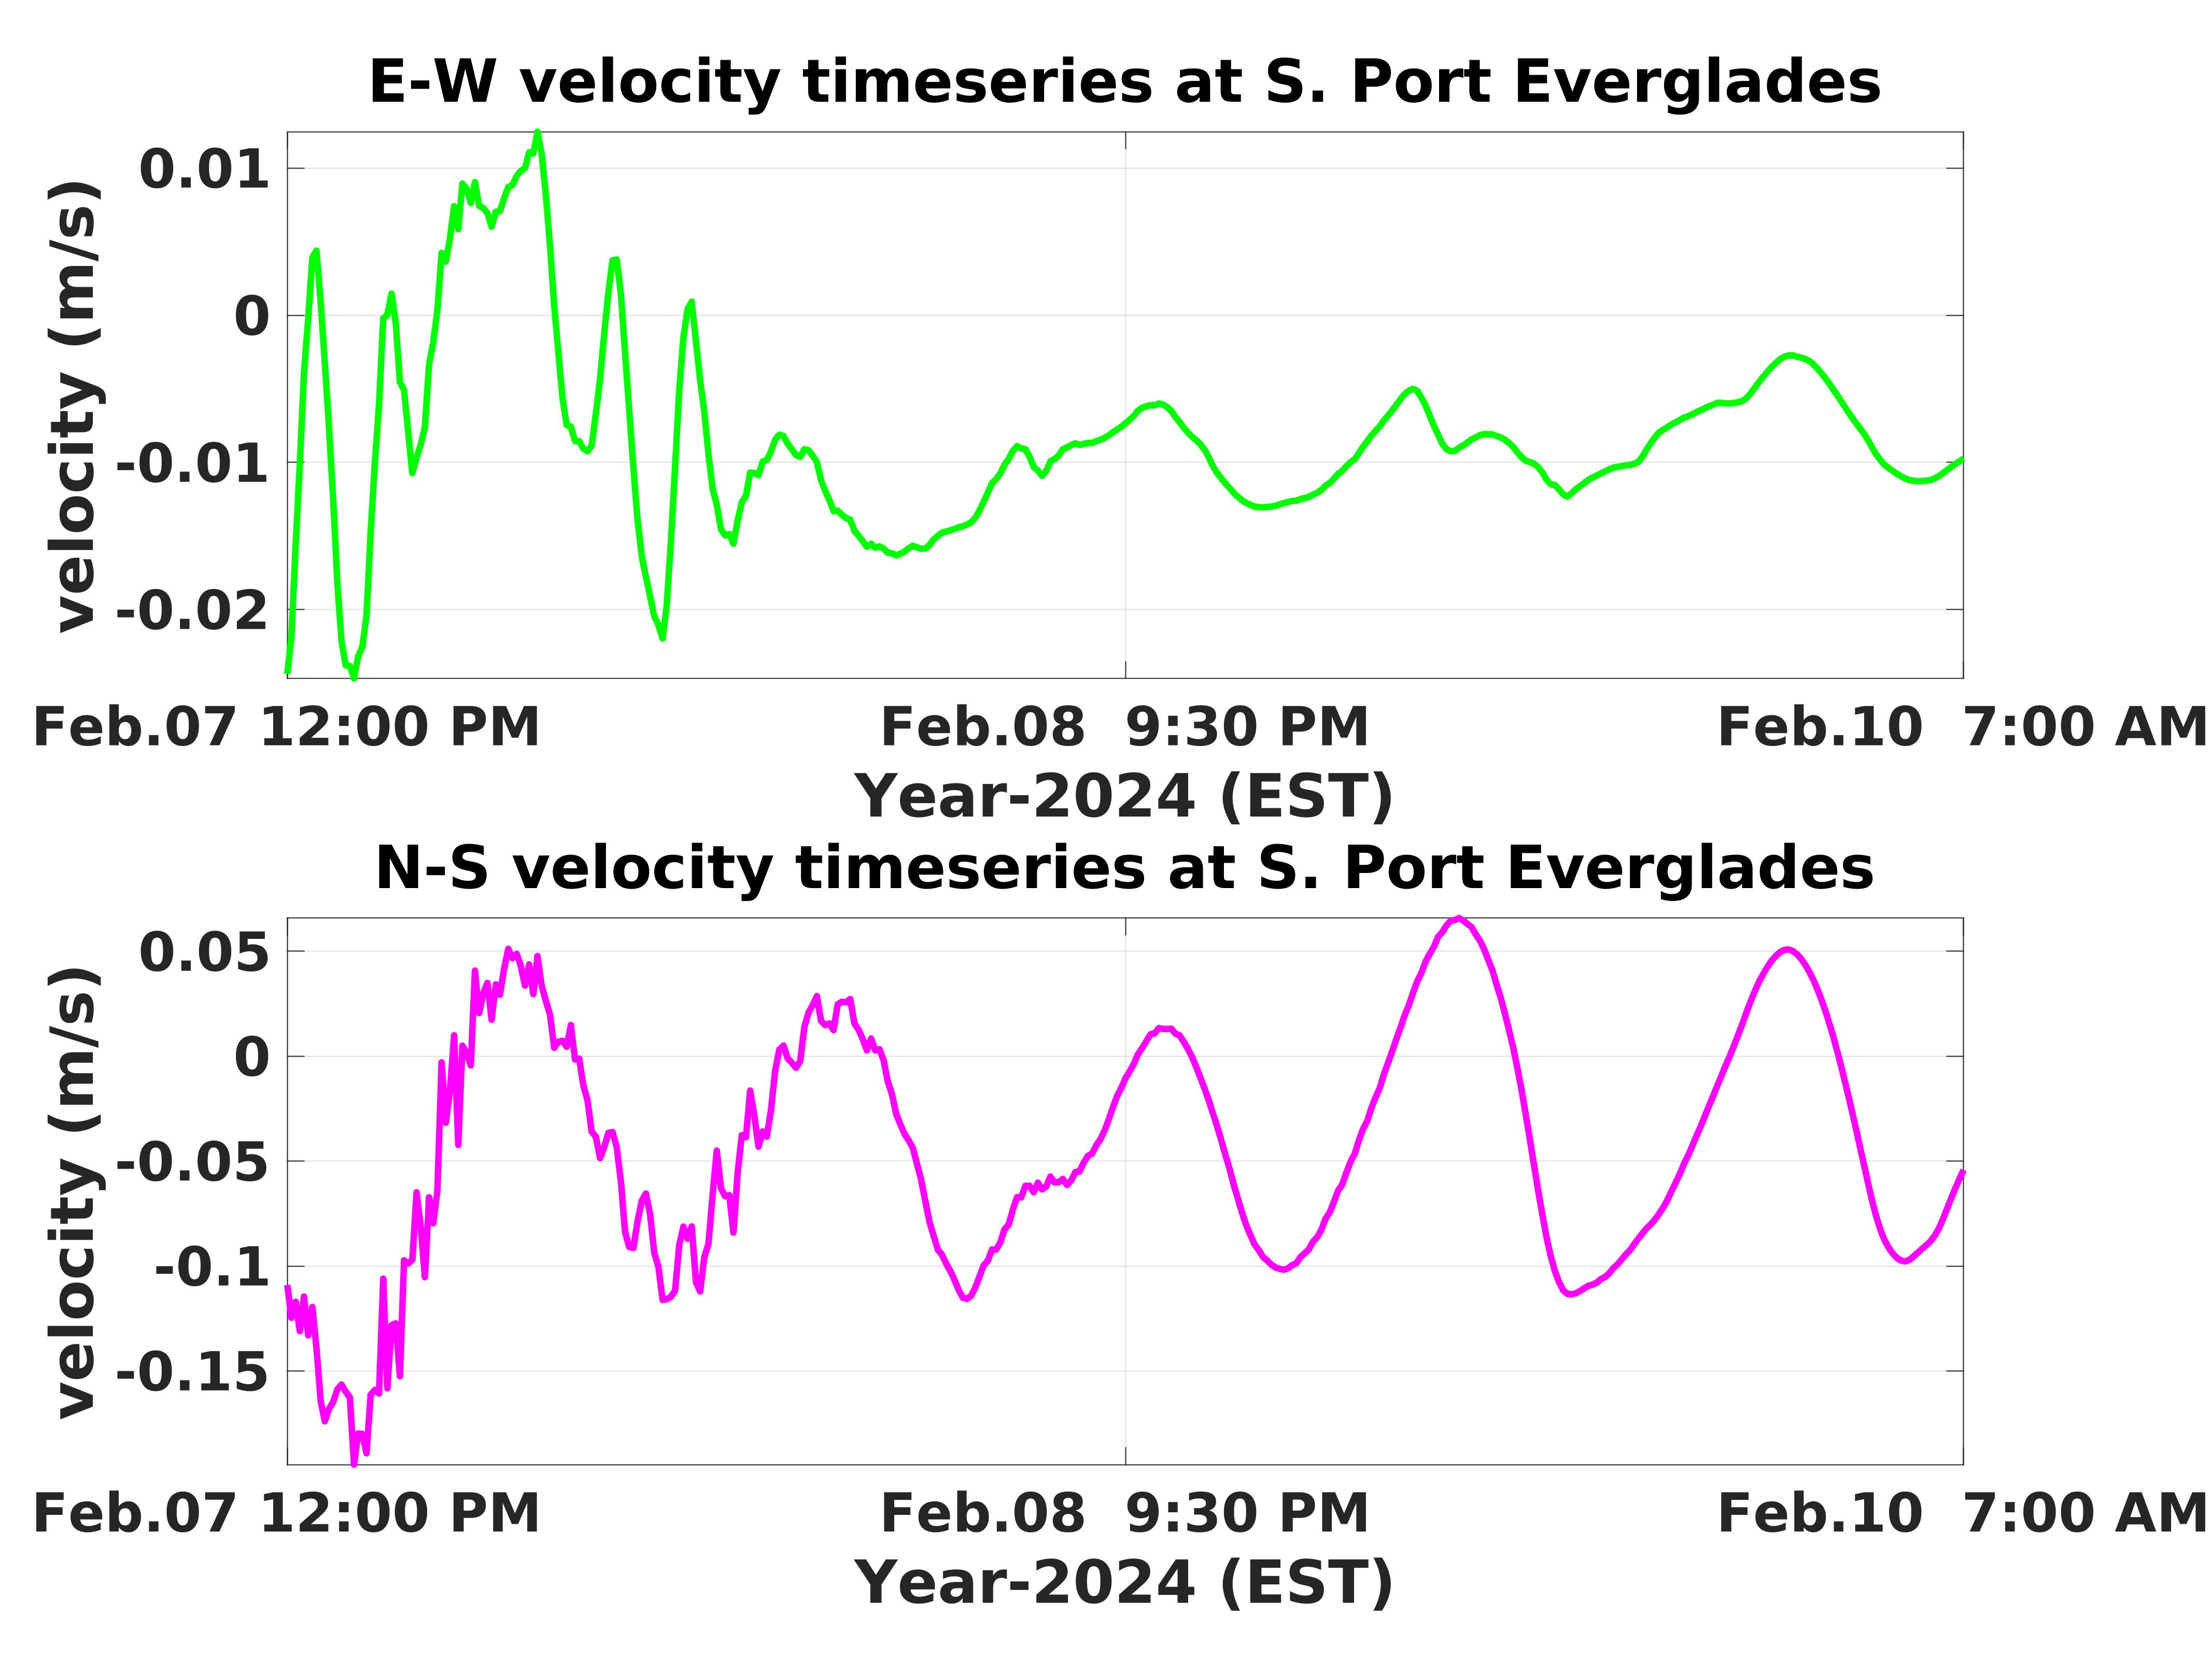 E-W velocity timeseries at S. Port Everglades
velocity (m/s)
0.01
0
-0.01
-0.02
Feb.07 12:00 PM
Feb.08  9:30 PM
Feb.10  7:00 AM
Year-2024 (EST)
N-S velocity timeseries at S. Port Everglades
velocity (m/s)
0.05
0
-0.05
-0.1
-0.15
Feb.07 12:00 PM
Feb.08  9:30 PM
Feb.10  7:00 AM
Year-2024 (EST)